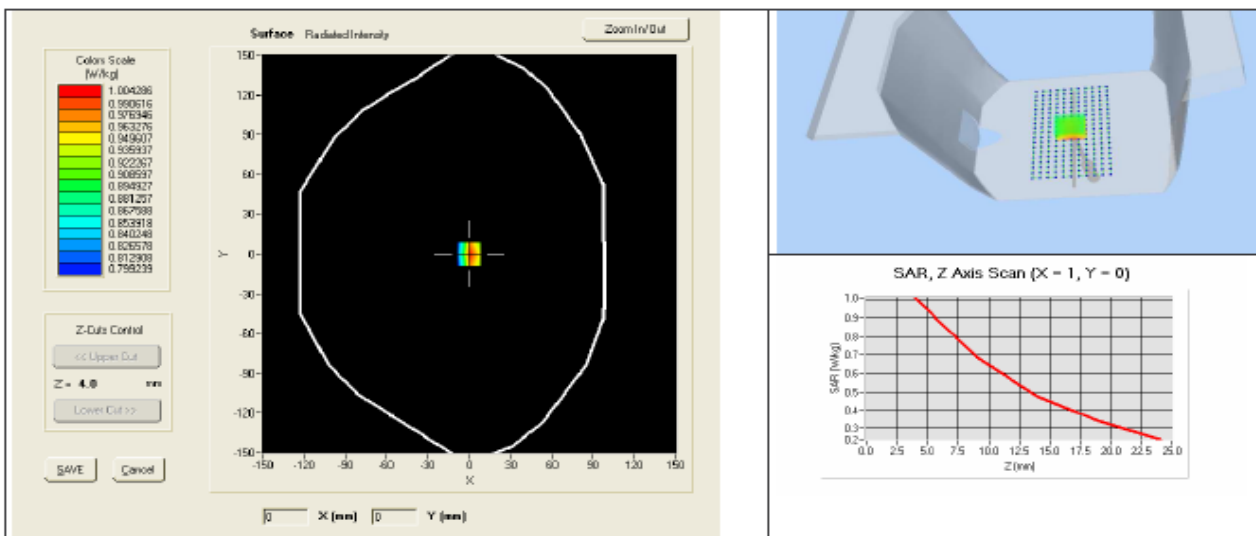 Surface Radiated Intensity
Zoom In/Out
Colors Scale
(W/kg)
1.004286
0.990616
0.976946
0.963276
0.949607
0.935937
0.922267
0.908597
0.894927
0.881257
0.867588
0.853918
0.840248
0.826578
0.812908
0.799239
Z-Cuts Control
<< Upper Cut
Z = 4.0 mm
Lower Cut >>
SAVE
Cancel
150
120
90
60
30
0
-30
-60
-90
-120
-150
Y
-150 -120 -90 -60 -30 0 30 60 90 120 150
X
0 X (mm) 0 Y (mm)
SAR, Z Axis Scan (X = 1, Y = 0)
SAR (W/kg)
1.0
0.9
0.8
0.7
0.6
0.5
0.4
0.3
0.2
0.0 2.5 5.0 7.5 10.0 12.5 15.0 17.5 20.0 22.5 25.0
Z (mm)